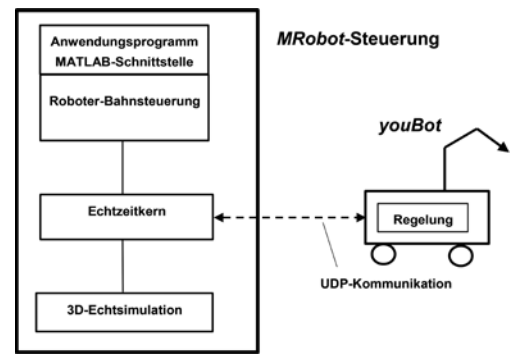 Anwendungsprogramm
MATLAB-Schnittstelle
Roboter-Bahnsteuerung
Echtzeitkern
3D-Echtsimulation
MRobot-Steuerung
youBot
Regelung
UDP-Kommunikation